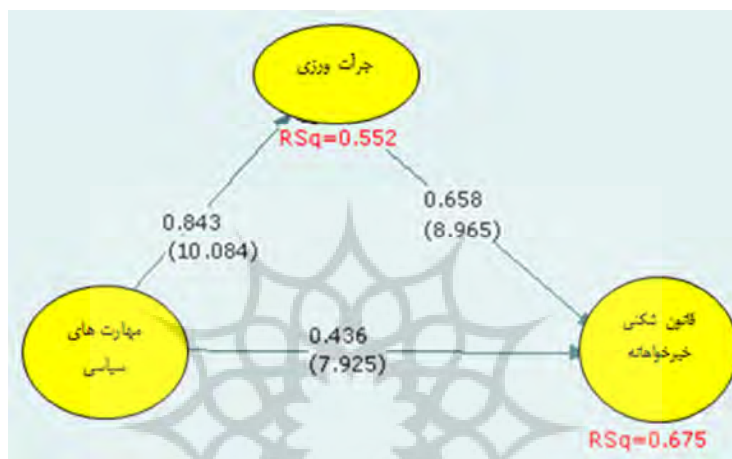 جرأت ورزی
RSq=0.552
0.843
(10.084)
0.658
(8.965)
مهارت های
سیاسی
0.436
(7.925)
قانون شکنی
خیرخواهانه
RSq=0.675